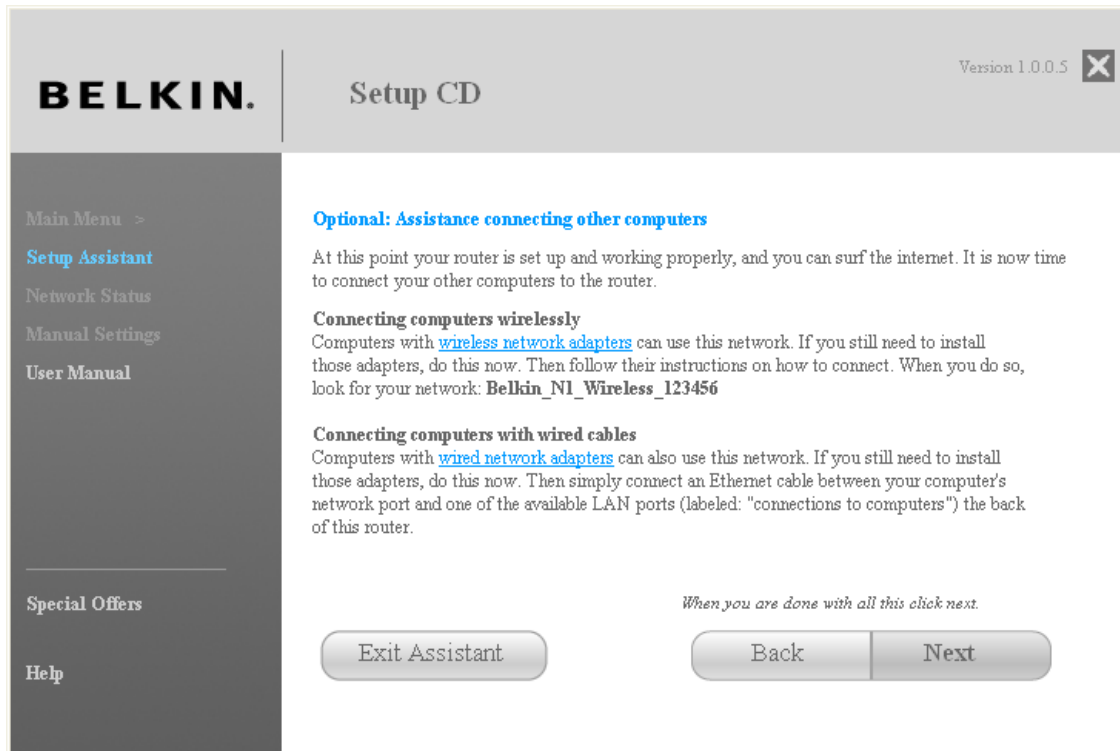 BELKIN.
Setup CD
Version 1.0.0.5
Main Menu >
Setup Assistant
Network Status
Manual Settings
User Manual
Special Offers
Help
Optional: Assistance connecting other computers
At this point your router is set up and working properly, and you can surf the internet. It is now time
to connect your other computers to the router.
Connecting computers wirelessly
Computers with wireless network adapters can use this network. If you still need to install
those adapters, do this now. Then follow their instructions on how to connect. When you do so,
look for your network: Belkin_N1_Wireless_123456
Connecting computers with wired cables
Computers with wired network adapters can also use this network. If you still need to install
those adapters, do this now. Then simply connect an Ethernet cable between your computer's
network port and one of the available LAN ports (labeled: "connections to computers") the back
of this router.
When you are done with all this click next.
Exit Assistant
Back
Next